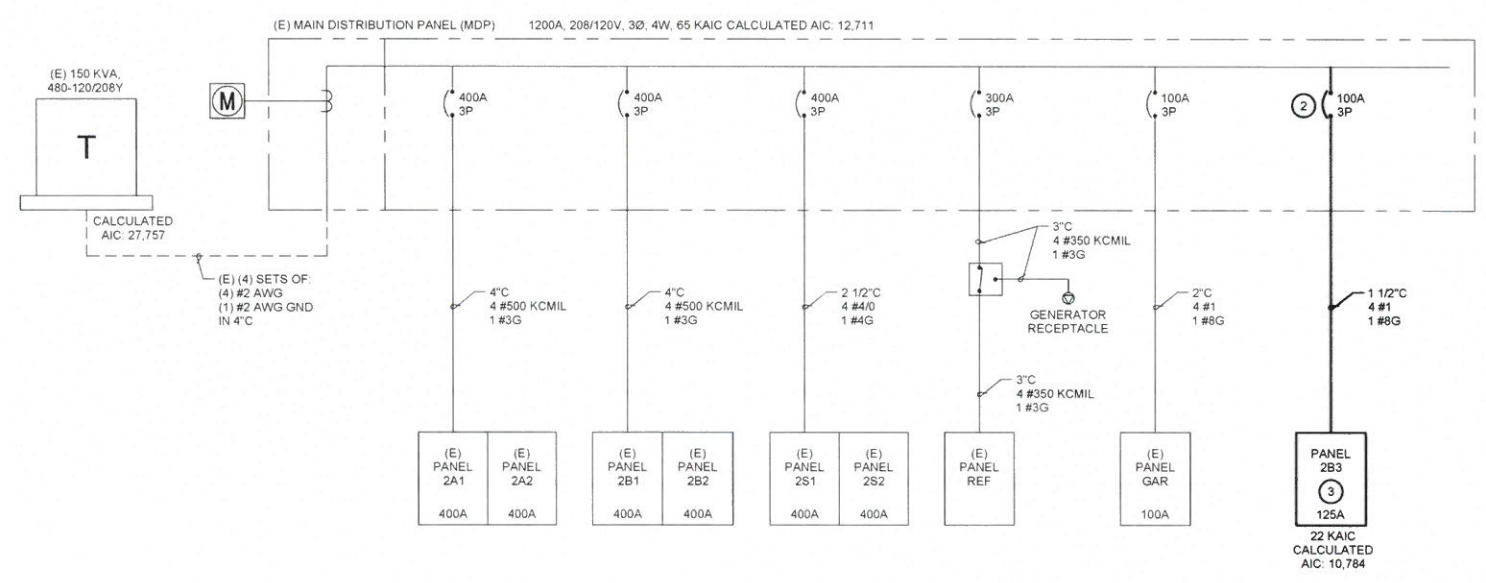 (E) MAIN DISTRIBUTION PANEL (MDP) 1200A, 208/120V, 3Ø, 4W, 65 KAIC CALCULATED AIC: 12,711
(E) 150 KVA,
480-120/208Y
T
CALCULATED
AIC: 27,757
M
(E) (4) SETS OF:
(4) #2 AWG
(1) #2 AWG GND
IN 4"C
400A
3P
4"C
4 #500 KCMIL
1 #3G
(E)
PANEL
2A1
400A
(E)
PANEL
2A2
400A
400A
3P
4"C
4 #500 KCMIL
1 #3G
(E)
PANEL
2B1
400A
(E)
PANEL
2B2
400A
400A
3P
2 1/2"C
4 #4/0
1 #4G
(E)
PANEL
2S1
400A
(E)
PANEL
2S2
400A
300A
3P
3"C
4 #350 KCMIL
1 #3G
GENERATOR
RECEPTACLE
3"C
4 #350 KCMIL
1 #3G
(E)
PANEL
REF
100A
3P
2"C
4 #1
1 #8G
(E)
PANEL
GAR
100A
2
100A
3P
1 1/2"C
4 #1
1 #8G
PANEL
2B3
3
125A
22 KAIC
CALCULATED
AIC: 10,784